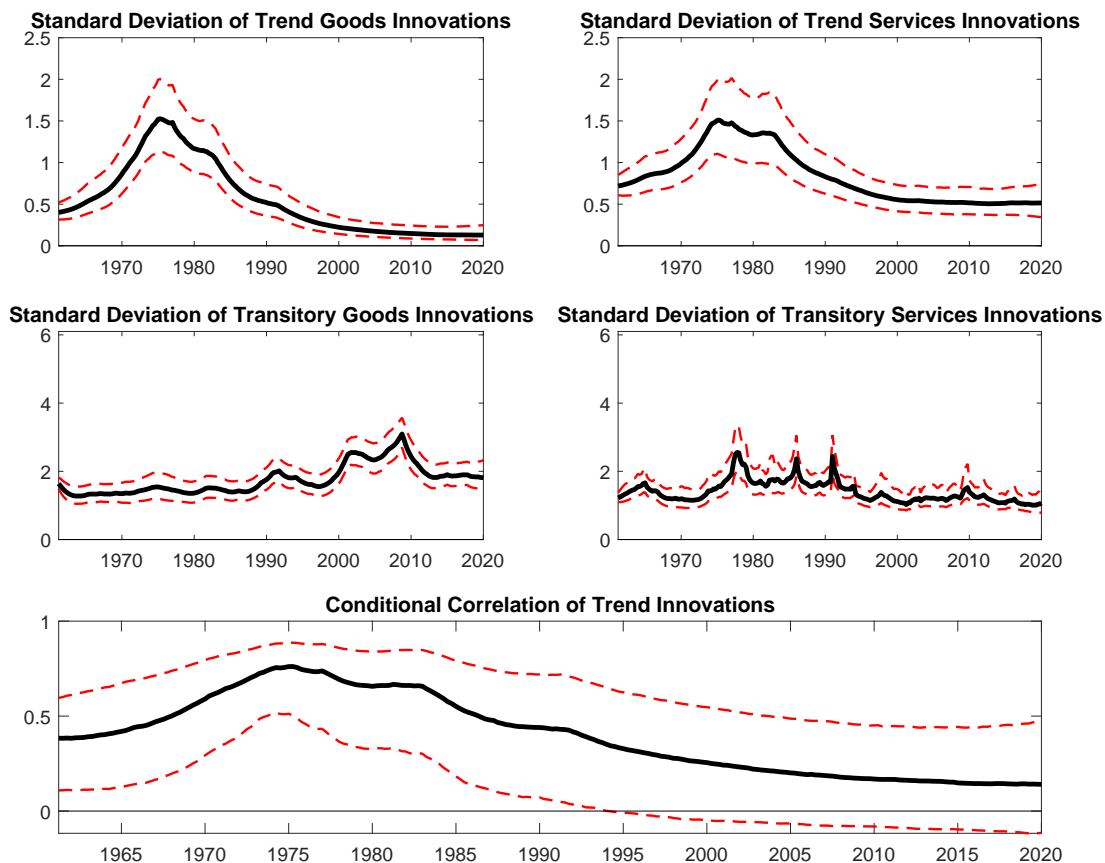 Standard Deviation of Trend Goods Innovations
2.5
2
1.5
1
0.5
0
1970 1980 1990 2000 2010 2020
Standard Deviation of Trend Services Innovations
2.5
2
1.5
1
0.5
0
1970 1980 1990 2000 2010 2020
Standard Deviation of Transitory Goods Innovations
6
4
2
0
1970 1980 1990 2000 2010 2020
Standard Deviation of Transitory Services Innovations
6
4
2
0
1970 1980 1990 2000 2010 2020
Conditional Correlation of Trend Innovations
1
0.5
0
1965 1970 1975 1980 1985 1990 1995 2000 2005 2010 2015 2020